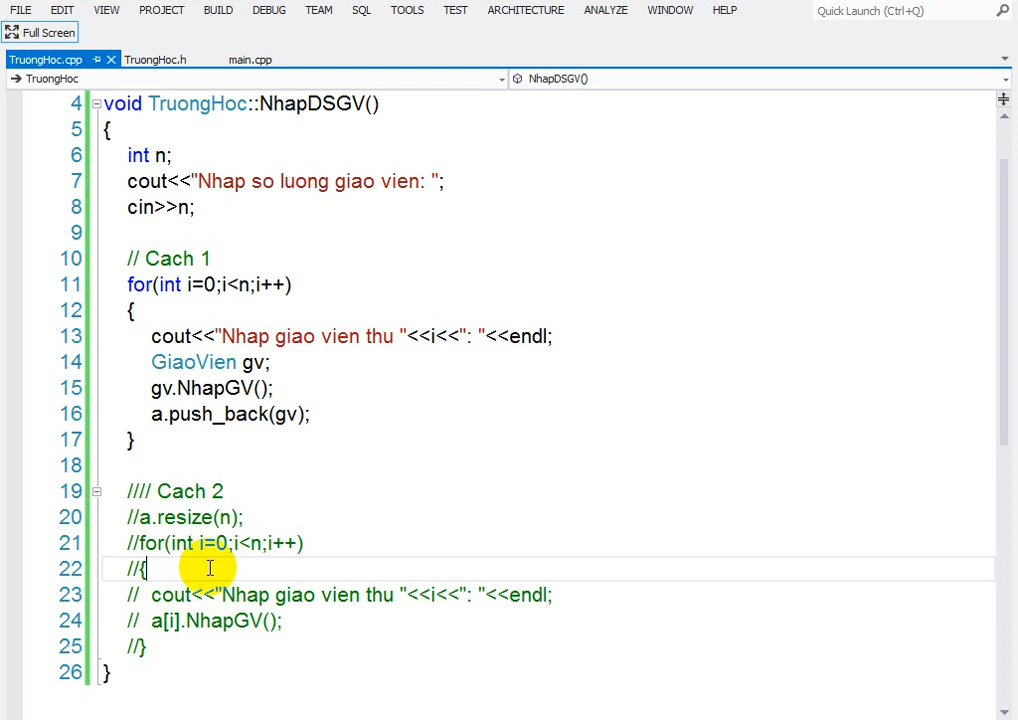 FILE EDIT VIEW PROJECT BUILD DEBUG TEAM SQL TOOLS TEST ARCHITECTURE ANALYZE WINDOW HELP Quick Launch (Ctrl+Q)
Full Screen
TruongHoc.cpp TruongHoc.h main.cpp
TruongHoc NhapDSGV()
4 void TruongHoc::NhapDSGV()
5 {
6 int n;
7 cout<<"Nhap so luong giao vien: ";
8 cin>>n;
9
10 // Cach 1
11 for(int i=0;i<n;i++)
12 {
13 cout<<"Nhap giao vien thu "<<i<<": "<<endl;
14 GiaoVien gv;
15 gv.NhapGV();
16 a.push_back(gv);
17 }
18
19 //// Cach 2
20 //a.resize(n);
21 //for(int i=0;i<n;i++)
22 //{
23 // cout<<"Nhap giao vien thu "<<i<<": "<<endl;
24 // a[i].NhapGV();
25 //}
26 }